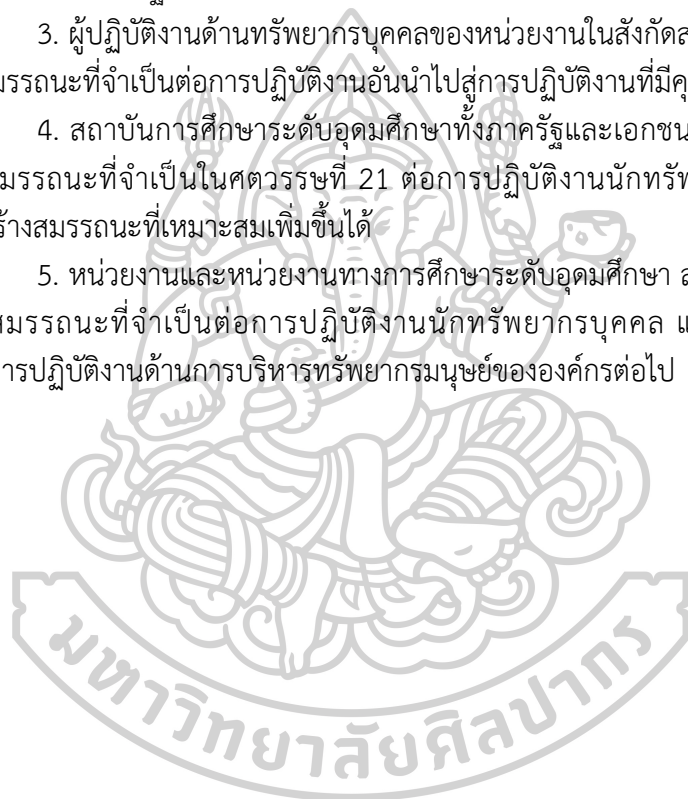 3. ผู้ปฏิบัติงานด้านทรัพยากรบุคคลของหน่วยงานในสังกัดส
มรรถนะที่จำเป็นต่อการปฏิบัติงานอันนำไปสู่การปฏิบัติงานที่มีคุ
4. สถาบันการศึกษาระดับอุดมศึกษาทั้งภาครัฐและเอกชน
มรรถนะที่จำเป็นในศตวรรษที่ 21 ต่อการปฏิบัติงานนักทรัพ
ร้างสมรรถนะที่เหมาะสมเพิ่มขึ้นได้
5. หน่วยงานและหน่วยงานทางการศึกษาระดับอุดมศึกษา ส
สมรรถนะที่จำเป็นต่อการปฏิบัติงานนักทรัพยากรบุคคล แ
การปฏิบัติงานด้านการบริหารทรัพยากรมนุษย์ขององค์กรต่อไป
มหาวิทยาลัยศิลปากร